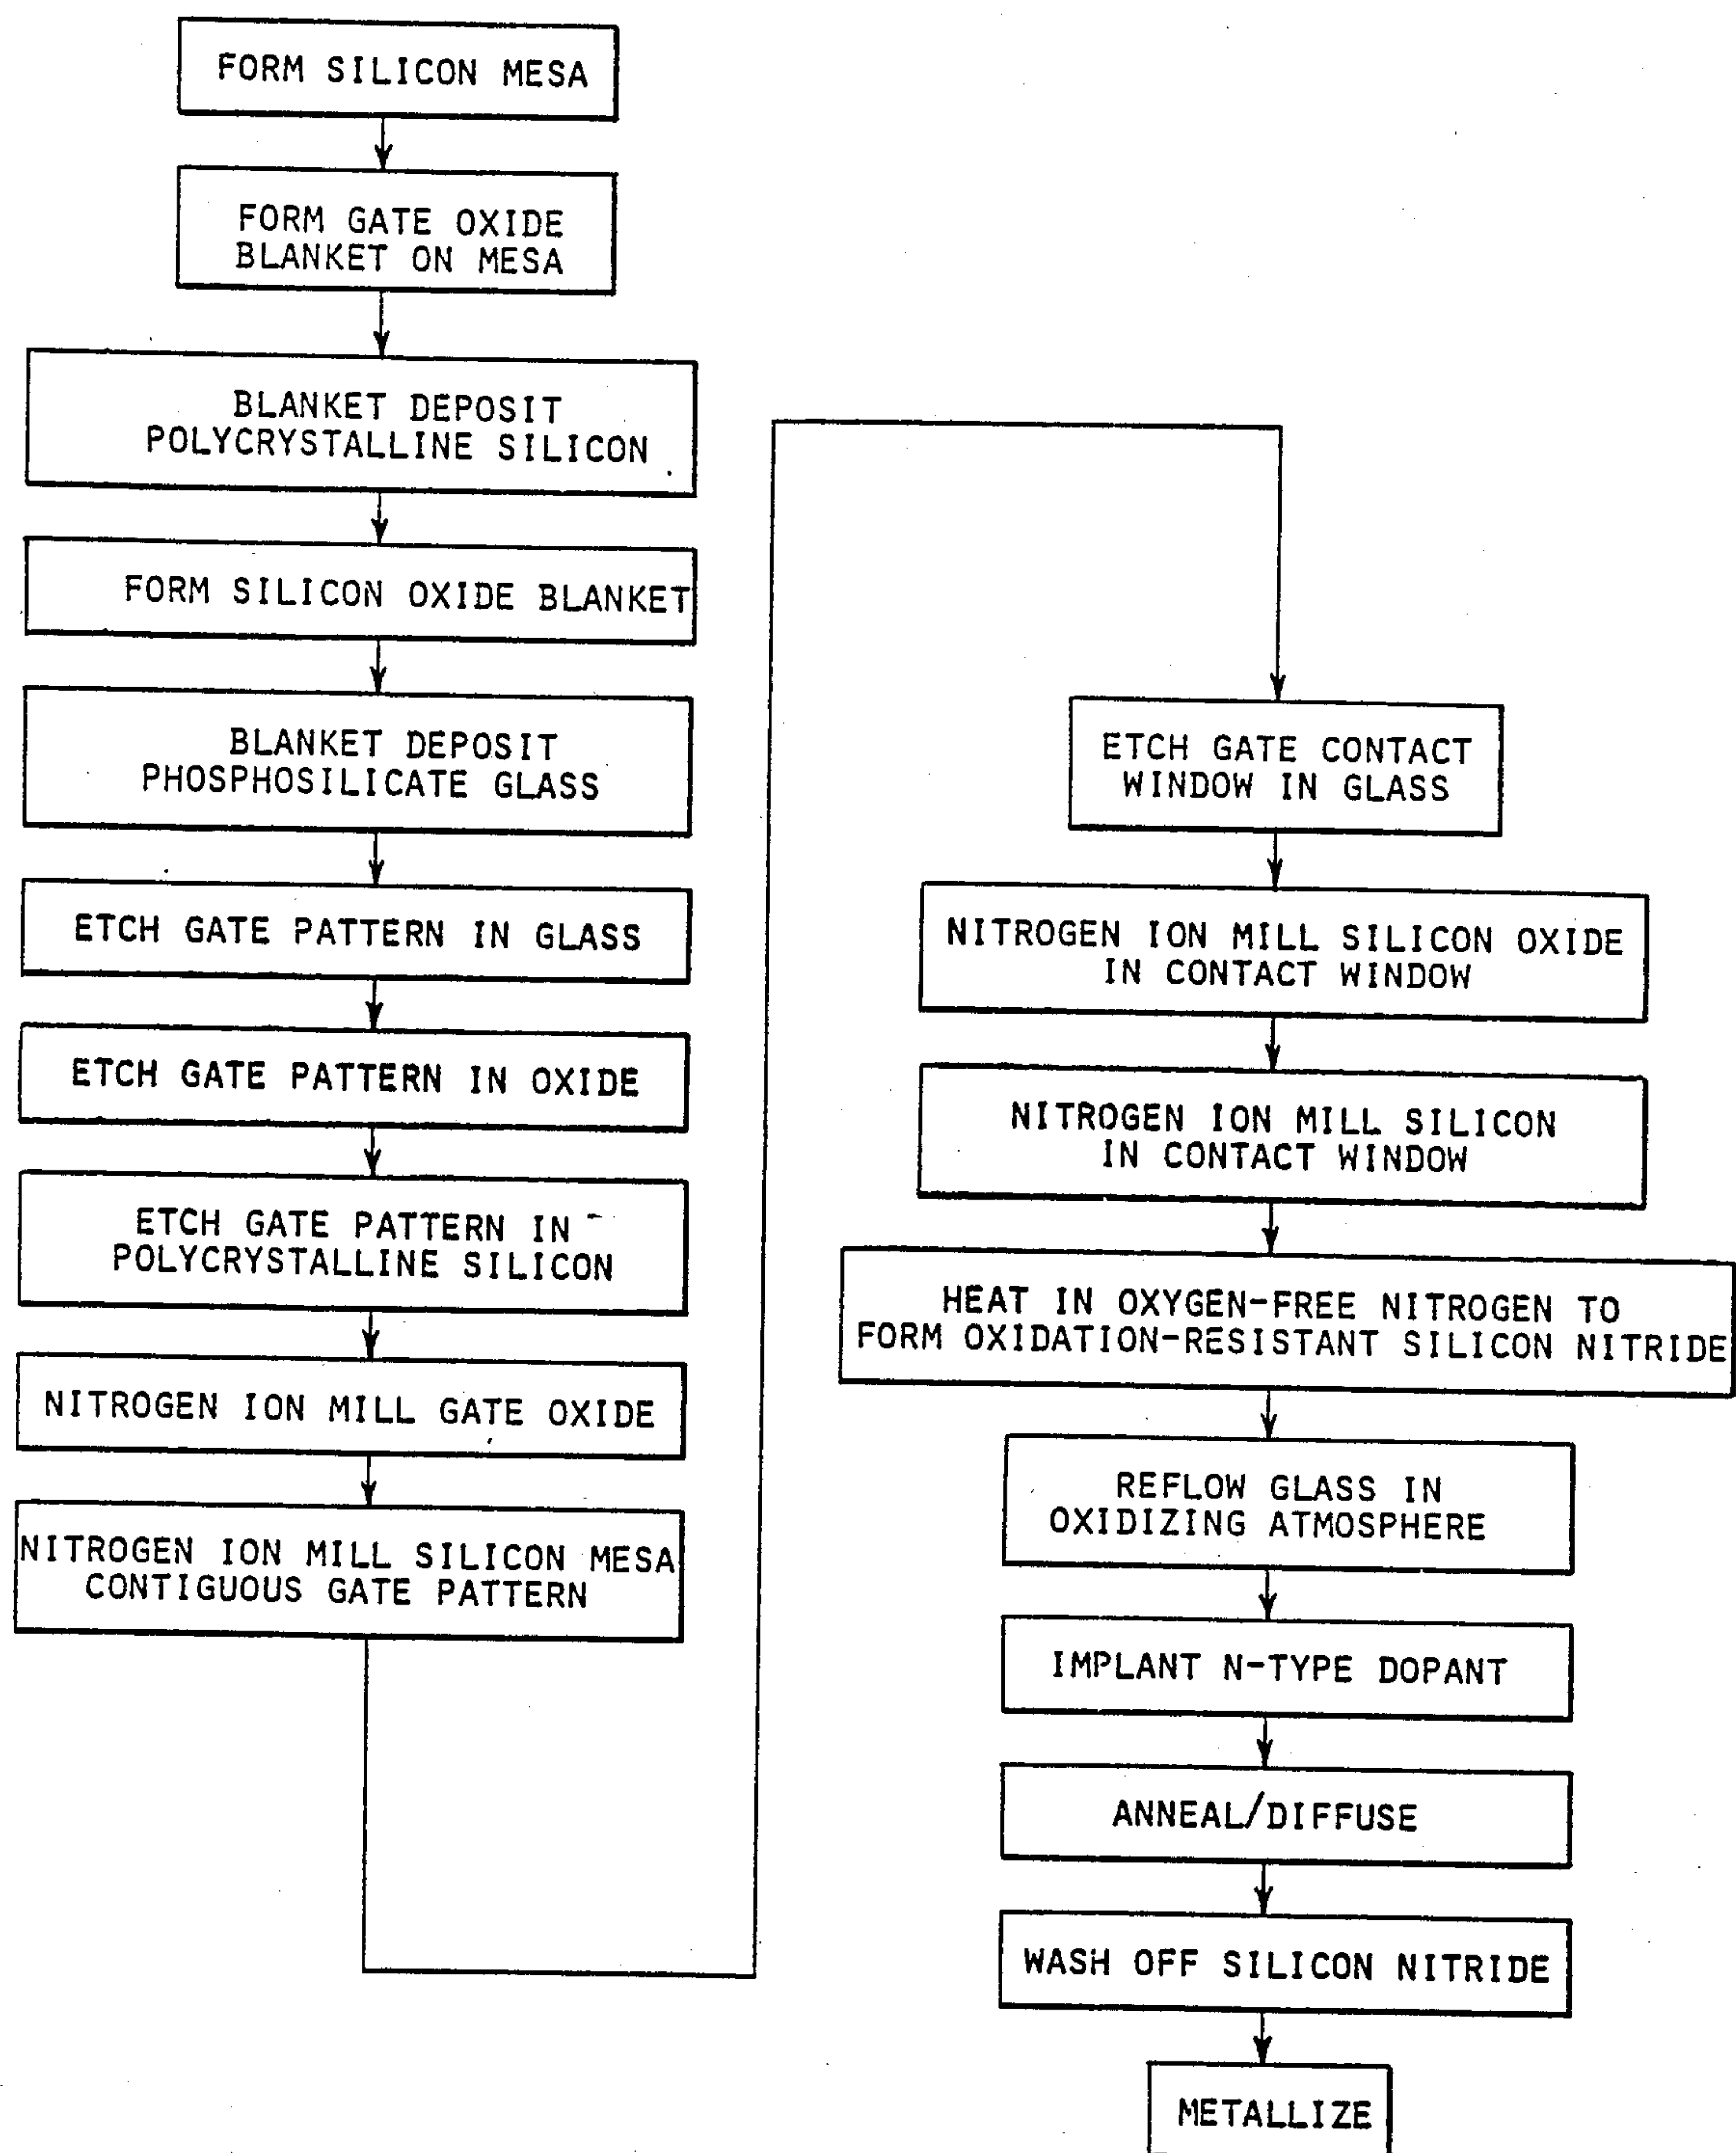 FORM SILICON MESA
FORM GATE OXIDE
BLANKET ON MESA
BLANKET DEPOSIT
POLYCRYSTALLINE SILICON
FORM SILICON OXIDE BLANKET
BLANKET DEPOSIT
PHOSPHOSILICATE GLASS
ETCH GATE PATTERN IN GLASS
ETCH GATE PATTERN IN OXIDE
ETCH GATE PATTERN IN
POLYCRYSTALLINE SILICON
NITROGEN ION MILL GATE OXIDE
NITROGEN ION MILL SILICON MESA
CONTIGUOUS GATE PATTERN
ETCH GATE CONTACT
WINDOW IN GLASS
NITROGEN ION MILL SILICON OXIDE
IN CONTACT WINDOW
NITROGEN ION MILL SILICON
IN CONTACT WINDOW
HEAT IN OXYGEN-FREE NITROGEN TO
FORM OXIDATION-RESISTANT SILICON NITRIDE
REFLOW GLASS IN
OXIDIZING ATMOSPHERE
IMPLANT N-TYPE DOPANT
ANNEAL/DIFFUSE
WASH OFF SILICON NITRIDE
METALLIZE